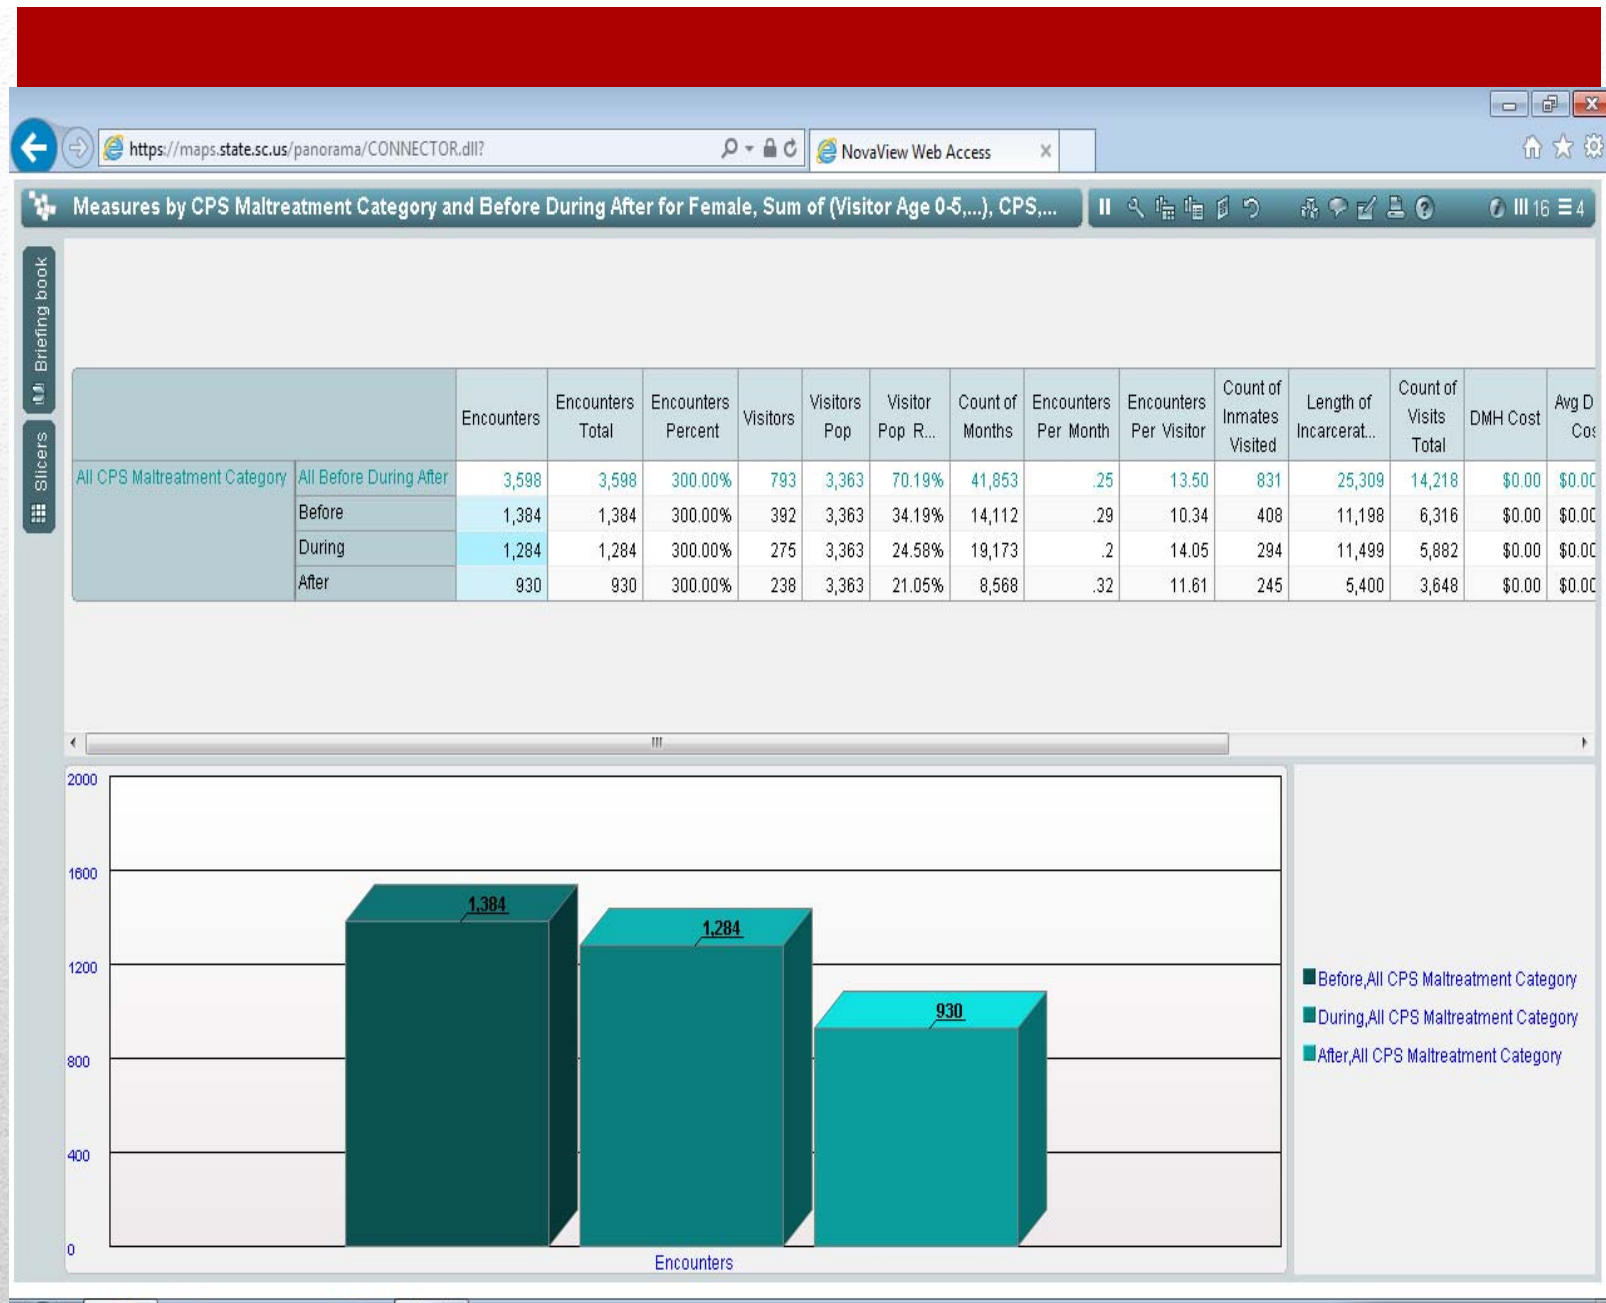 https://maps.state.sc.us/panorama/CONNECTOR.dll?
NovaView Web Access
Measures by CPS Maltreatment Category and Before During After for Female, Sum of (Visitor Age 0-5,...), CPS,...
16
4
Briefing book
Slicers
Encounters Encounters Total Encounters Percent Visitors Visitors Pop Visitor Pop R... Count of Months Encounters Per Month Encounters Per Visitor Count of Inmates Visited Length of Incarcerat... Count of Visits Total DMH Cost Avg D Cos
All CPS Maltreatment Category All Before During After 3,598 3,598 300.00% 793 3,363 70.19% 41,853 .25 13.50 831 25,309 14,218 $0.00 $0.00
Before 1,384 1,384 300.00% 392 3,363 34.19% 14,112 .29 10.34 408 11,198 6,316 $0.00 $0.00
During 1,284 1,284 300.00% 275 3,363 24.58% 19,173 .2 14.05 294 11,499 5,882 $0.00 $0.00
After 930 930 300.00% 238 3,363 21.05% 8,568 .32 11.61 245 5,400 3,648 $0.00 $0.00
2000
1600
1200
800
400
0
1,384
1,284
930
Encounters
Before,All CPS Maltreatment Category
During,All CPS Maltreatment Category
After,All CPS Maltreatment Category